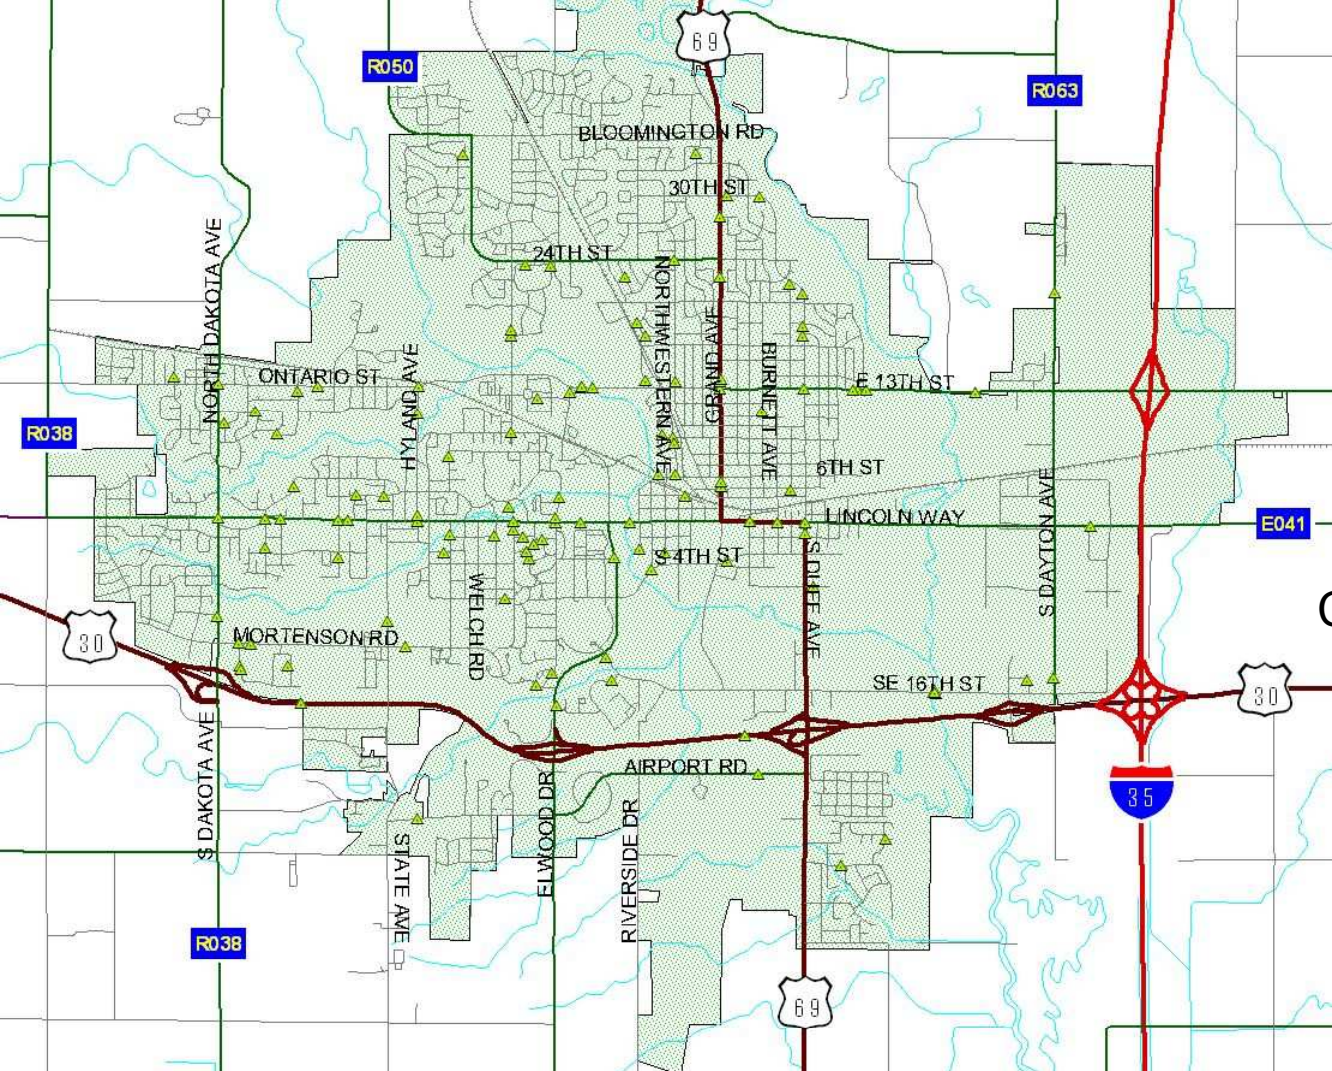 69
R050
R063
BLOOMINGTON RD
30TH ST
24TH ST
NORTH DAKOTA AVE
NORTHWESTERN AVE
GRAND AVE
BURNETT AVE
HYLAND AVE
ONTARIO ST
E 13TH ST
R038
6TH ST
LINCOLN WAY
E041
S DAYTON AVE
S 4TH ST
S DUFF AVE
WELCH RD
30
MORTENSON RD
SE 16TH ST
30
S DAKOTA AVE
AIRPORT RD
35
ELWOOD DR
RIVERSIDE DR
STATE AVE
R038
69